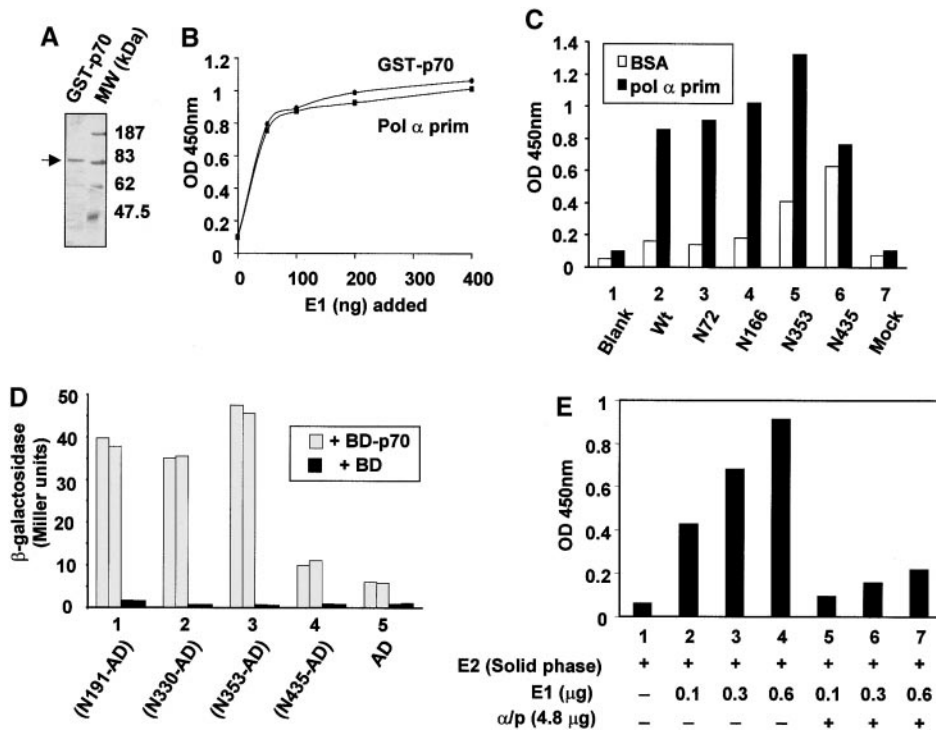 A
GST-p70
MW (kDa)
187
83
62
47.5
B
OD 450nm
1.2
1
0.8
0.6
0.4
0.2
0
GST-p70
Pol α prim
0 100 200 300 400
E1 (ng) added
C
OD 450nm
1.4
1.2
1
0.8
0.6
0.4
0.2
0
BSA
pol α prim
1 2 3 4 5 6 7
Blank Wt N72 N166 N353 N435 Mock
D
β-galactosidase
(Miller units)
50
40
30
20
10
0
+ BD-p70
+ BD
1 2 3 4 5
(N191-AD) (N330-AD) (N353-AD) (N435-AD) AD
E
OD 450nm
1
0.8
0.6
0.4
0.2
0
1 2 3 4 5 6 7
E2 (Solid phase) + + + + + + +
E1 (μg) – 0.1 0.3 0.6 0.1 0.3 0.6
α/p (4.8 μg) – – – – + + +